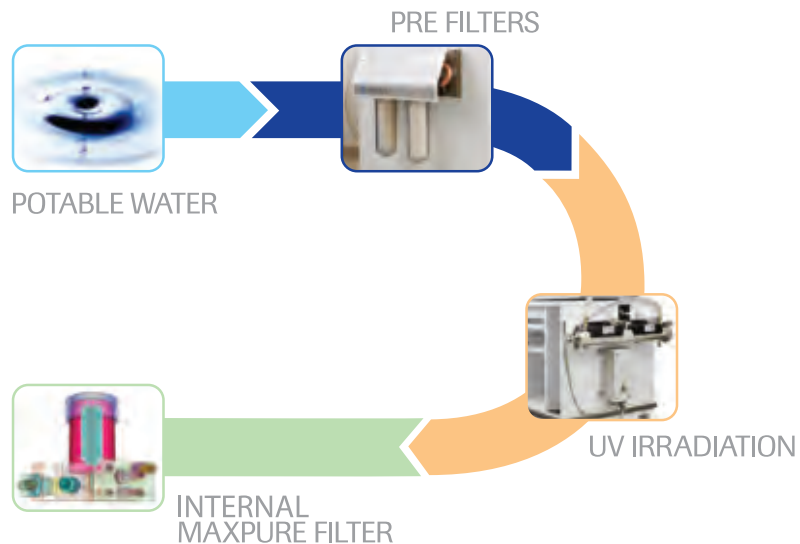 PRE FILTERS
POTABLE WATER
UV IRRADIATION
INTERNAL
MAXPURE FILTER